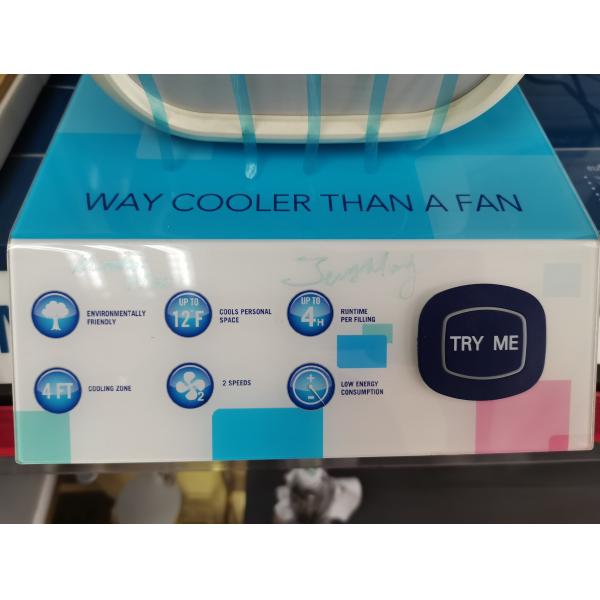 WAY COOLER THAN A FAN
ENVIRONMENTALLY
FRIENDLY
UP TO
12°F
COOLS PERSONAL
SPACE
UP TO
4H
RUNTIME
PER FILLING
TRY ME
4 FT
COOLING ZONE
2
2 SPEEDS
LOW ENERGY
CONSUMPTION